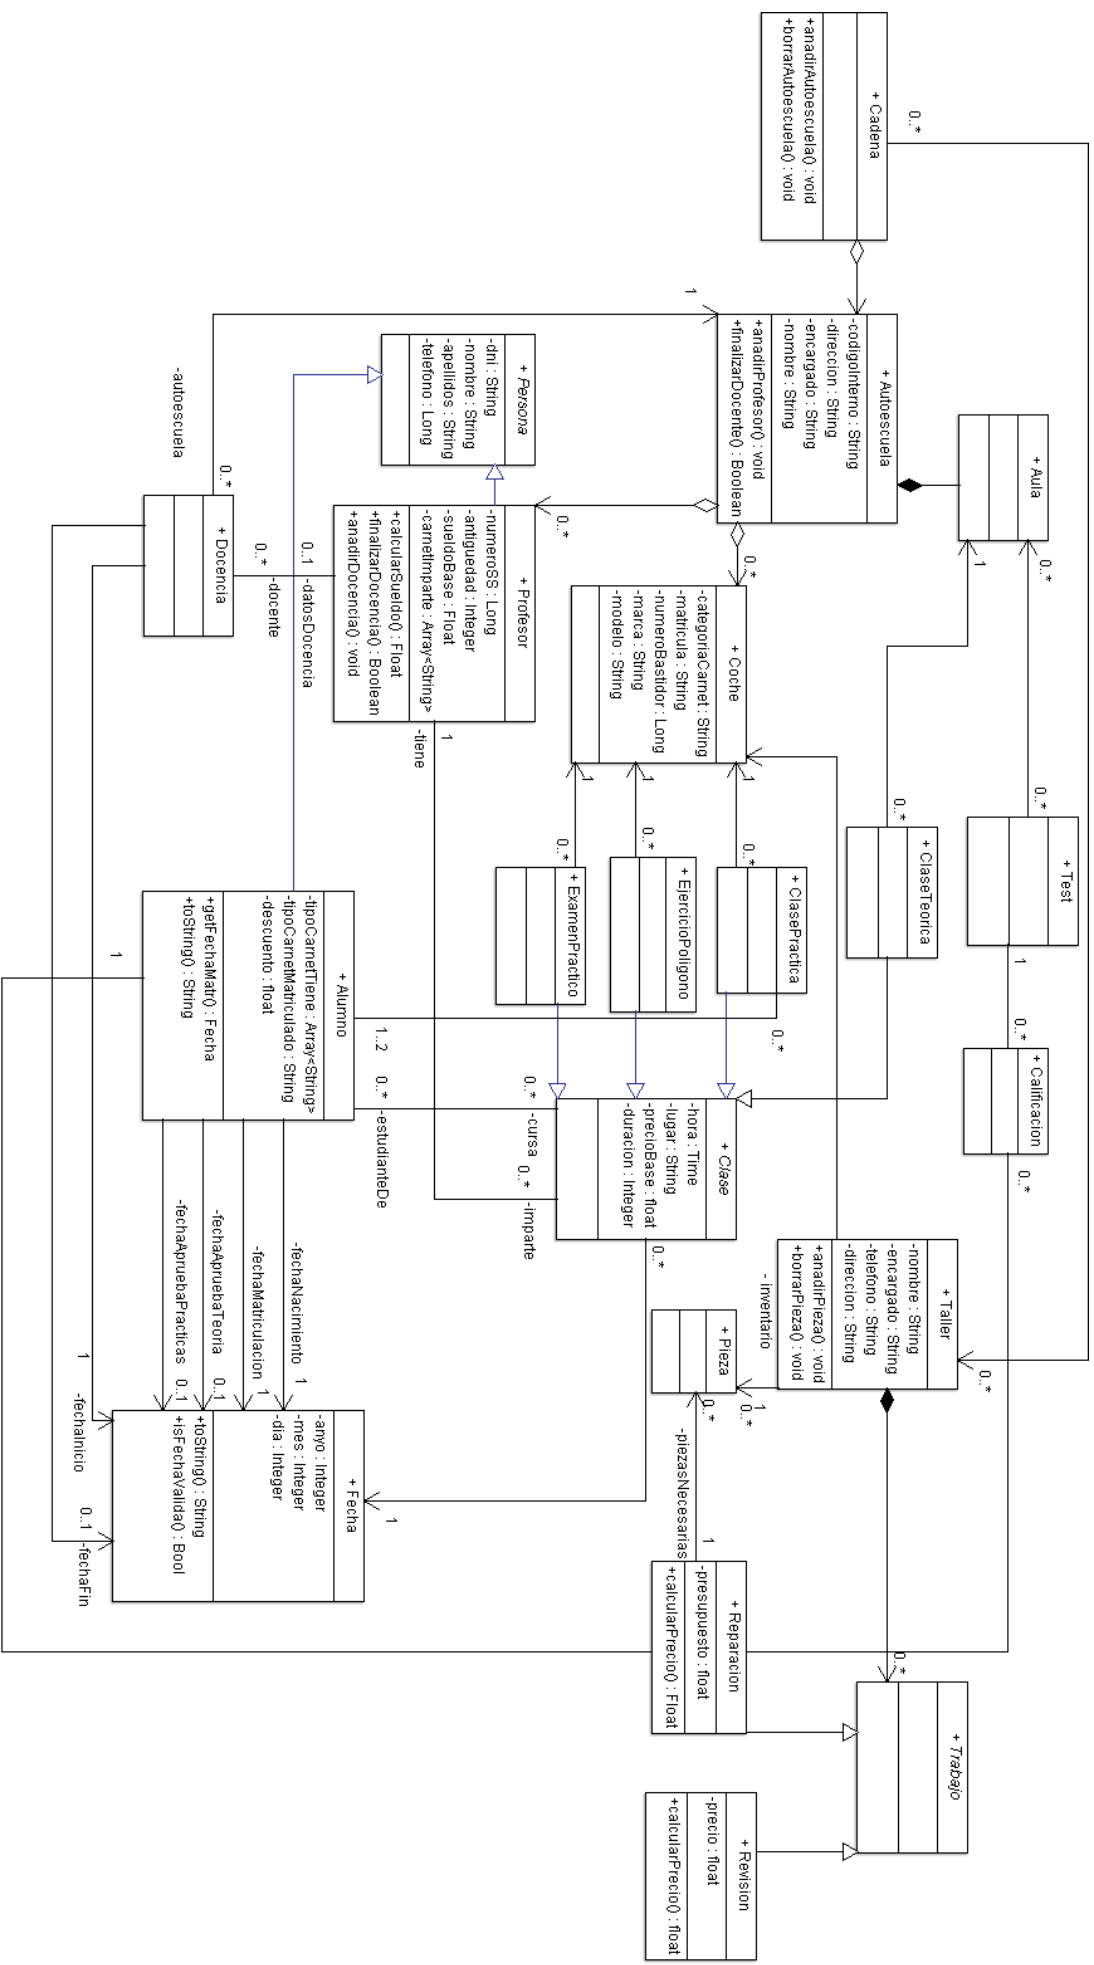 + Cadena
+anadirAutoescuela() : void
+borrarAutoescuela() : void
0..*
+ Autoescuela
-codigoInterno : String
-direccion : String
-encargado : String
-nombre : String
+anadirProfesor() : void
+finalizarDocente() : Boolean
1
+ Aula
0..*
1
+ Persona
-dni : String
-nombre : String
-apellidos : String
-telefono : Long
-autoescuela
0..*
+ Docencia
0..*
-docente
0..1
-datosDocencia
0..*
+ Profesor
-numeroSS : Long
-antiguedad : Integer
-sueldoBase : Float
-carnetImparte : Array<String>
+calcularSueldo() : Float
+finalizarDocencia() : Boolean
+anadirDocencia() : void
1
-tiene
0..*
+ Coche
-categoriaCarnet : String
-matricula : String
-numeroBastidor : Long
-marca : String
-modelo : String
1
1
1
0..*
+ Test
1
0..*
+ ClaseTeorica
0..*
+ ClasePractica
0..*
0..*
+ EjercicioPoligono
0..*
+ ExamenPractico
+ Alumno
-tipoCarnetTiene : Array<String>
-tipoCarnetMatriculado : String
-descuento : float
+getFechaMatr() : Fecha
+toString() : String
1
1..2
0..*
-estudianteDe
0..*
+ Calificacion
0..*
+ Clase
-hora : Time
-lugar : String
-precioBase : float
-duracion : Integer
0..*
-cursa
0..*
-imparte
0..*
+ Taller
-nombre : String
-encargado : String
-telefono : String
-direccion : String
+anadirPieza() : void
+borrarPieza() : void
0..*
- inventario
1
0..*
+ Pieza
0..*
-piezasNecesarias
1
-fechaNacimiento
1
-fechaMatriculacion
1
-fechaApruebaTeoria
0..1
-fechaApruebaPracticas
0..1
1
-fechaInicio
0..1
-fechaFin
+ Fecha
-anyo : Integer
-mes : Integer
-dia : Integer
+toString() : String
+isFechaValida() : Bool
1
+ Reparacion
-presupuesto : float
+calcularPrecio() : Float
0..*
+ Trabajo
+ Revision
-precio : float
+calcularPrecio() : float